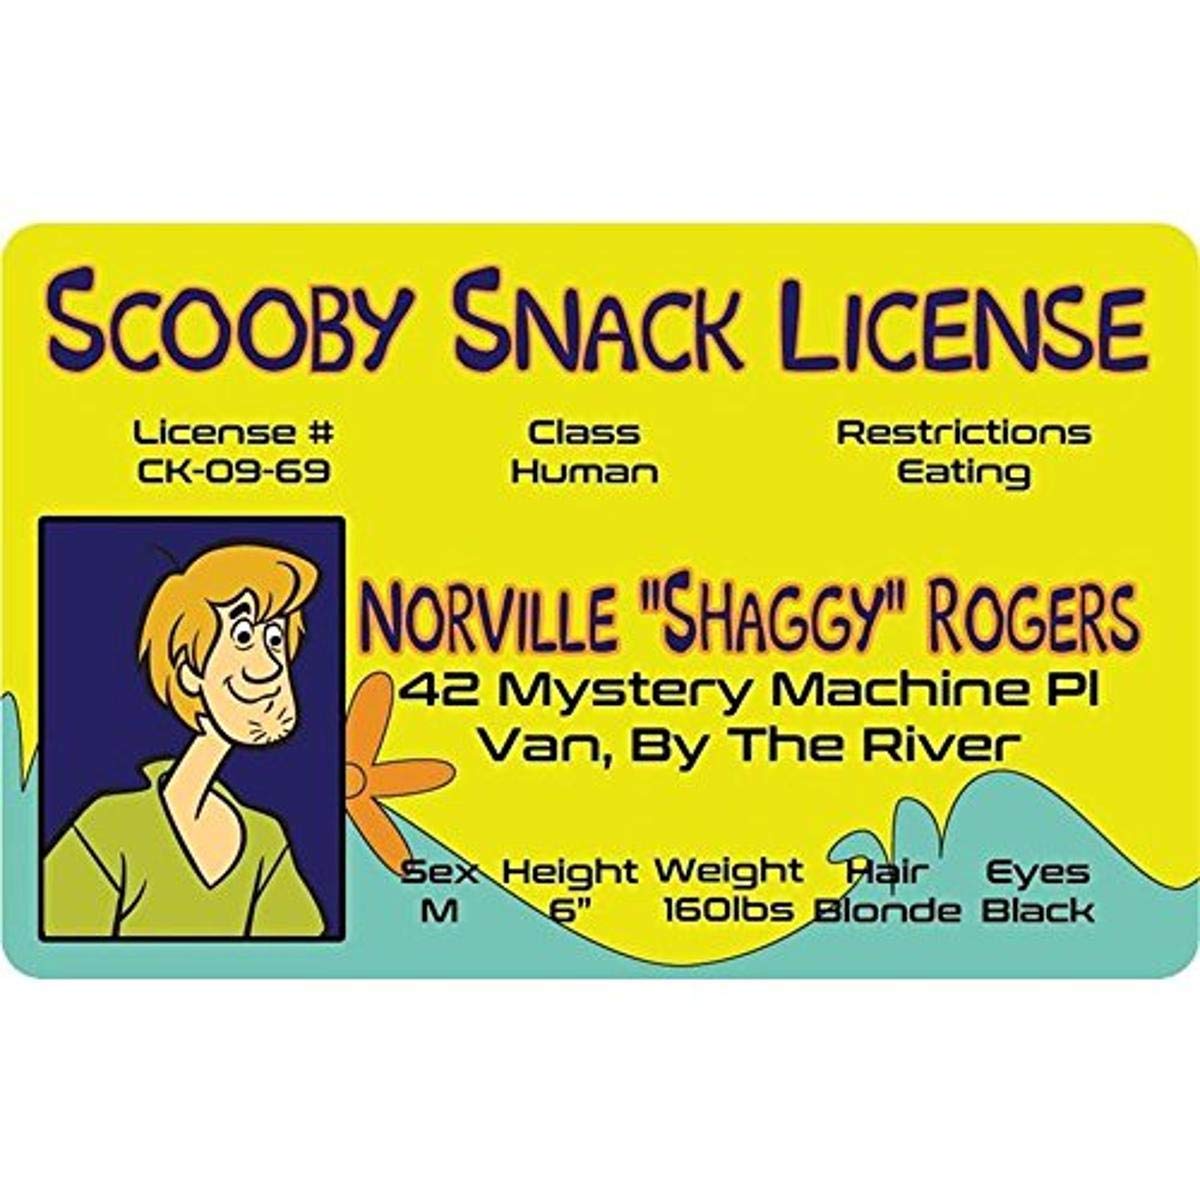 SCOOBY SNACK LICENSE
License # Class Restrictions
CK-09-69 Human Eating
NORVILLE "SHAGGY" ROGERS
42 Mystery Machine Pl
Van, By The River
Sex Height Weight Hair Eyes
M 6” 160lbs Blonde Black